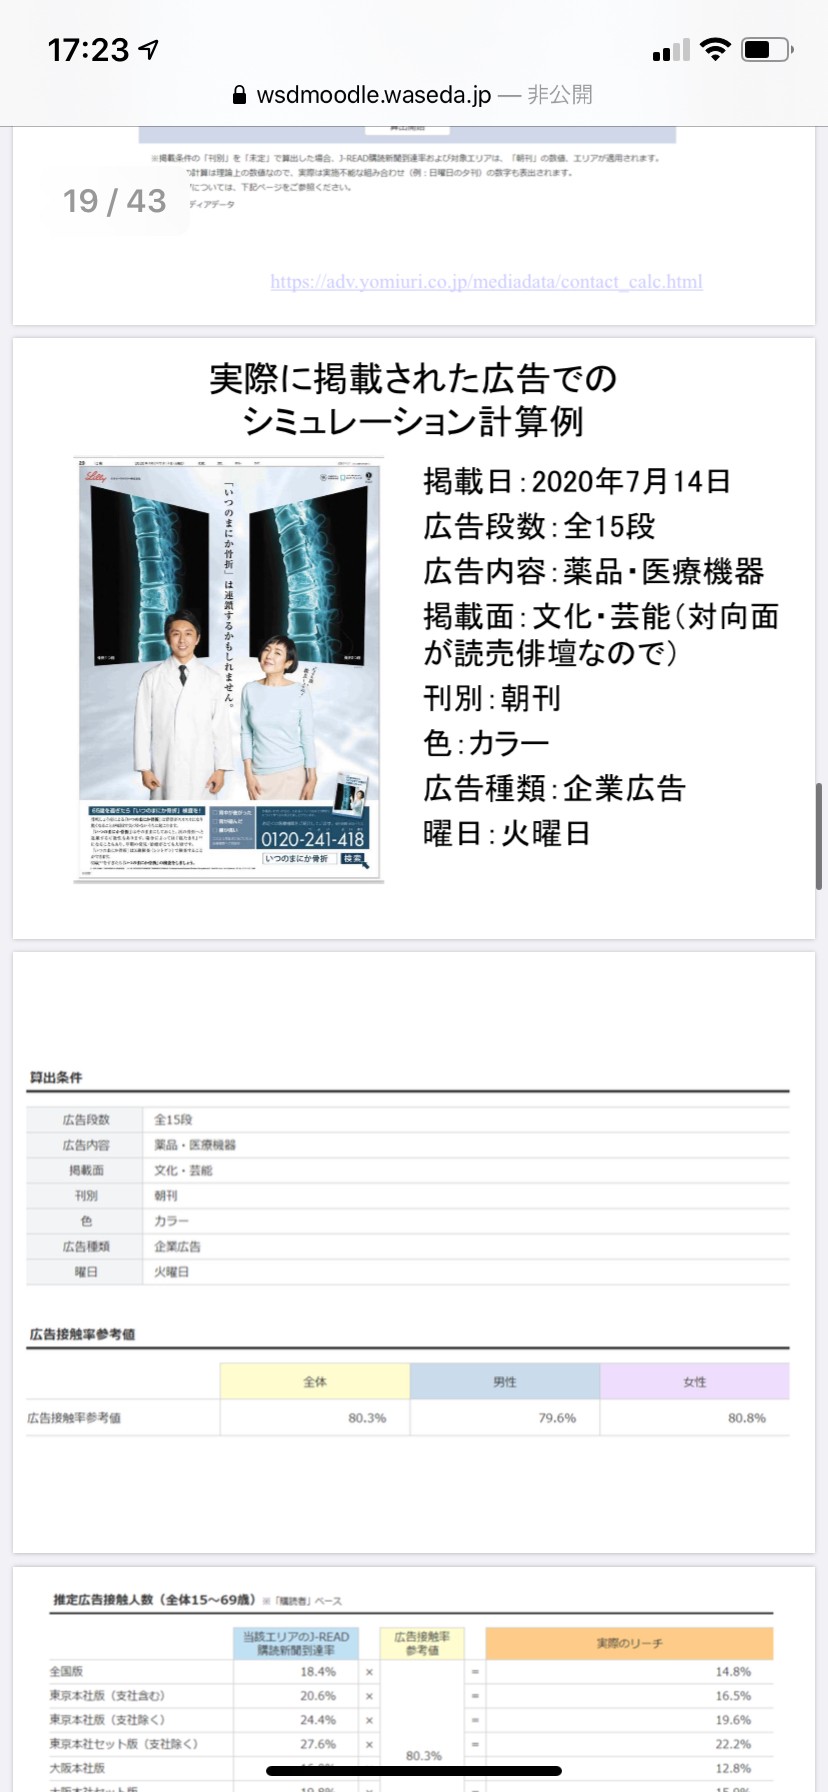 17:23
wsdmoodle.waseda.jp — 非公開
※掲載条件の「刊別」を「未定」で算出した場合、J-READ購読新聞到達率および対象エリアは、「朝刊」の数値、エリアが適用されます。
計算は理論上の数値なので、実際は実施不能な組み合わせ（例：日曜日の夕刊）の数字も表出されます。
については、下記ページをご参照ください。
ディアデータ
19 / 43
https://adv.yomiuri.co.jp/mediadata/contact_calc.html
実際に掲載された広告での
シミュレーション計算例
Lilly
「いつのまにか骨折」は連鎖するかもしれません。
0120-241-418
いつのまにか骨折 検索
掲載日：2020年7月14日
広告段数：全15段
広告内容：薬品・医療機器
掲載面：文化・芸能（対向面
が読売俳壇なので）
刊別：朝刊
色：カラー
広告種類：企業広告
曜日：火曜日
算出条件
広告段数 全15段
広告内容 薬品・医療機器
掲載面 文化・芸能
刊別 朝刊
色 カラー
広告種類 企業広告
曜日 火曜日
広告接触率参考値
全体 男性 女性
広告接触率参考値 80.3% 79.6% 80.8%
推定広告接触人数（全体15～69歳）※「購読者」ベース
当該エリアのJ-READ
購読新聞到達率
広告接触率
参考値
実際のリーチ
全国版 18.4% × = 14.8%
東京本社版（支社含む） 20.6% × = 16.5%
東京本社版（支社除く） 24.4% × = 19.6%
東京本社セット版（支社除く） 27.6% × = 22.2%
80.3%
大阪本社版 12.8%